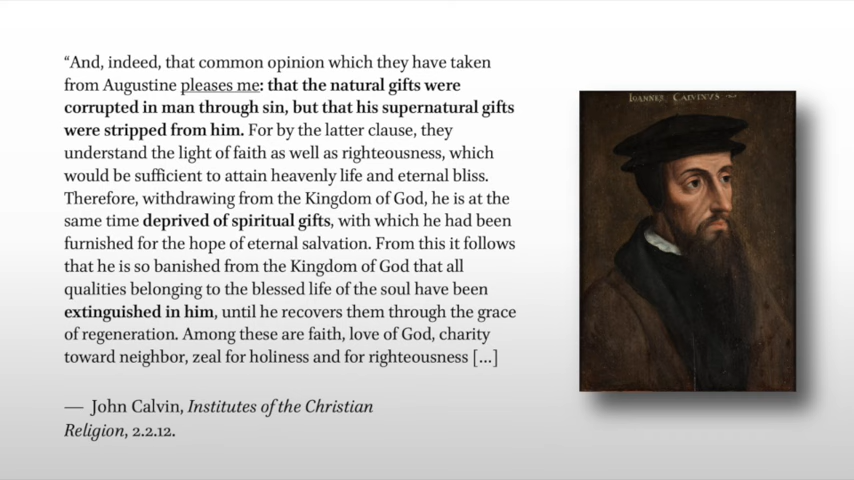 “And, indeed, that common opinion which they have taken
from Augustine pleases me: that the natural gifts were
corrupted in man through sin, but that his supernatural gifts
were stripped from him. For by the latter clause, they
understand the light of faith as well as righteousness, which
would be sufficient to attain heavenly life and eternal bliss.
Therefore, withdrawing from the Kingdom of God, he is at the
same time deprived of spiritual gifts, with which he had been
furnished for the hope of eternal salvation. From this it follows
that he is so banished from the Kingdom of God that all
qualities belonging to the blessed life of the soul have been
extinguished in him, until he recovers them through the grace
of regeneration. Among these are faith, love of God, charity
toward neighbor, zeal for holiness and for righteousness […]
— John Calvin, Institutes of the Christian
Religion, 2.2.12.
IOANNES CALVINVS